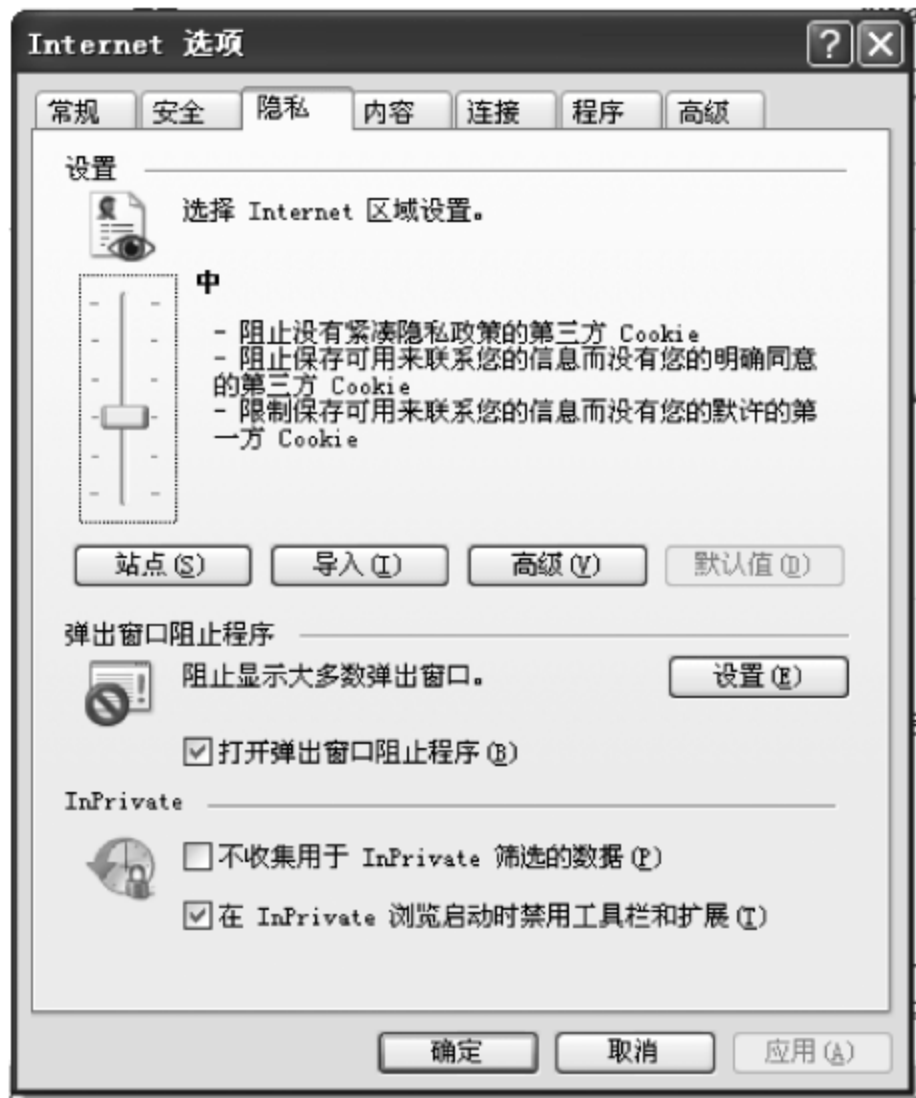 Internet 选项
常规 安全 隐私 内容 连接 程序 高级
设置
选择 Internet 区域设置。
中
- 阻止没有紧凑隐私政策的第三方 Cookie
- 阻止保存可用来联系您的信息而没有您的明确同意
的第三方 Cookie
- 限制保存可用来联系您的信息而没有您的默许的第
一方 Cookie
站点(S) 导入(I) 高级(V) 默认值(D)
弹出窗口阻止程序
阻止显示大多数弹出窗口。 设置(E)
打开弹出窗口阻止程序(B)
InPrivate
不收集用于 InPrivate 筛选的数据(P)
在 InPrivate 浏览启动时禁用工具栏和扩展(T)
确定 取消 应用(A)